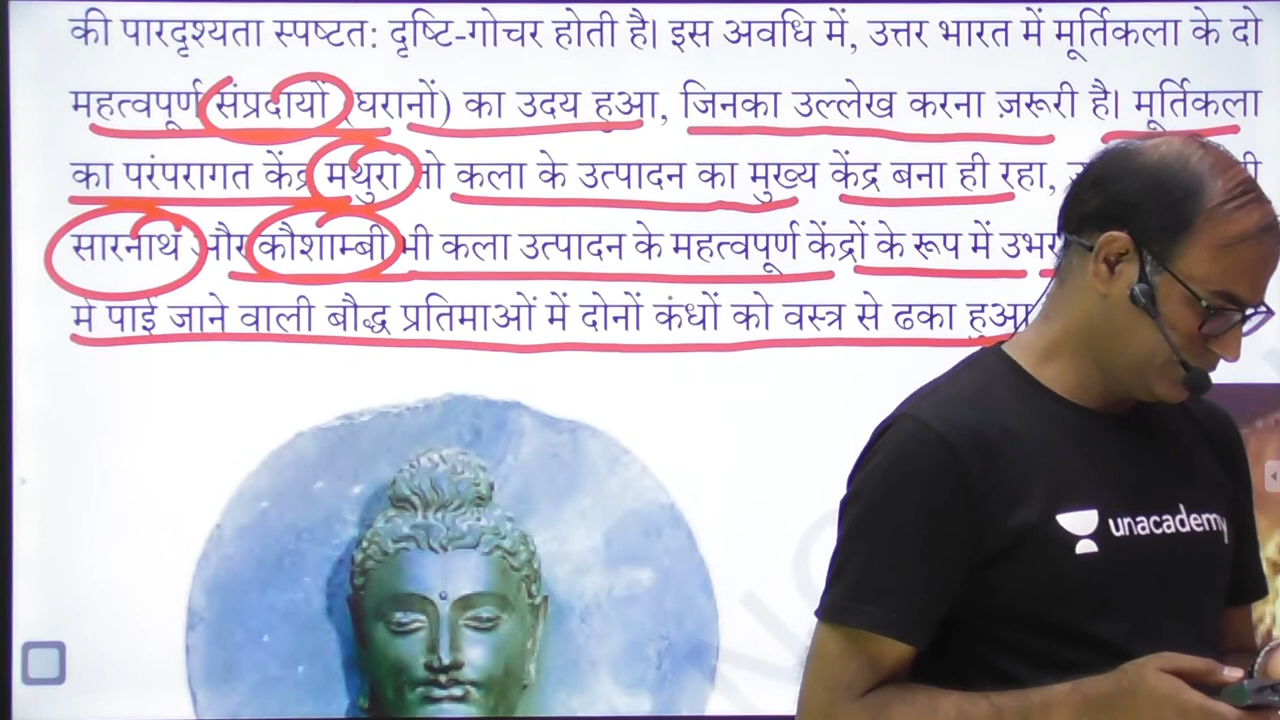 की पारदृश्यता स्पष्टत: दृष्टि-गोचर होती है। इस अवधि में, उत्तर भारत में मूर्तिकला के दो
महत्वपूर्ण संप्रदायों (घरानों) का उदय हुआ, जिनका उल्लेख करना ज़रूरी है। मूर्तिकला
का परंपरागत केंद्र मथुरा तो कला के उत्पादन का मुख्य केंद्र बना ही रहा,
सारनाथ और कौशाम्बी भी कला उत्पादन के महत्वपूर्ण केंद्रों के रूप में
में पाई जाने वाली बौद्ध प्रतिमाओं में दोनों कंधों को वस्त्र से ढका हुआ
unacademy